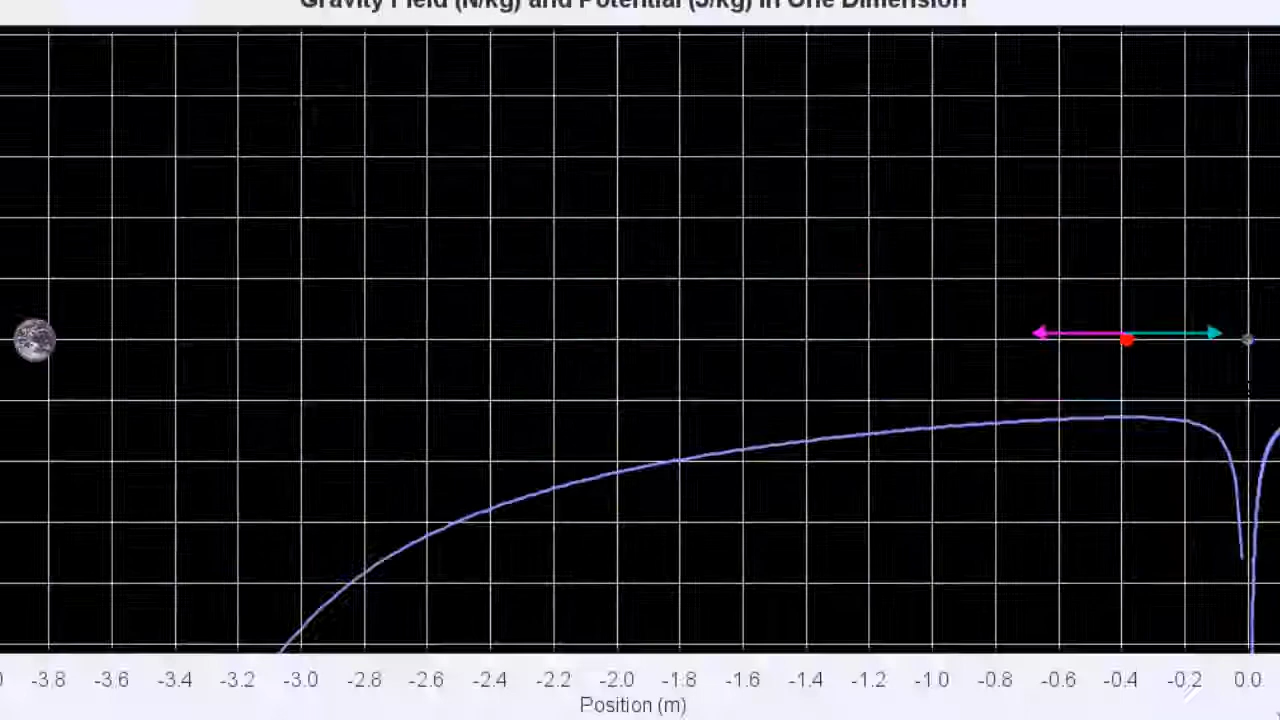 Gravity Field (N/kg) and Potential (J/kg) in One Dimension
0 -3.8 -3.6 -3.4 -3.2 -3.0 -2.8 -2.6 -2.4 -2.2 -2.0 -1.8 -1.6 -1.4 -1.2 -1.0 -0.8 -0.6 -0.4 -0.2 0.0
Position (m)